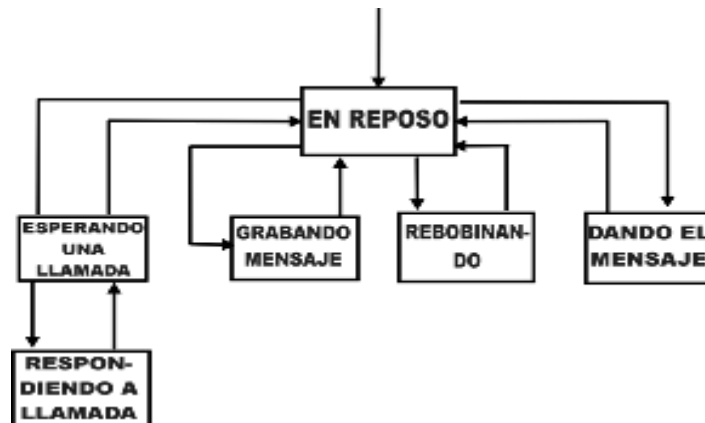 EN REPOSO
ESPERANDO
UNA
LLAMADA
GRABANDO
MENSAJE
REBOBINAN-
DO
DANDO EL
MENSAJE
RESPON-
DIENDO A
LLAMADA